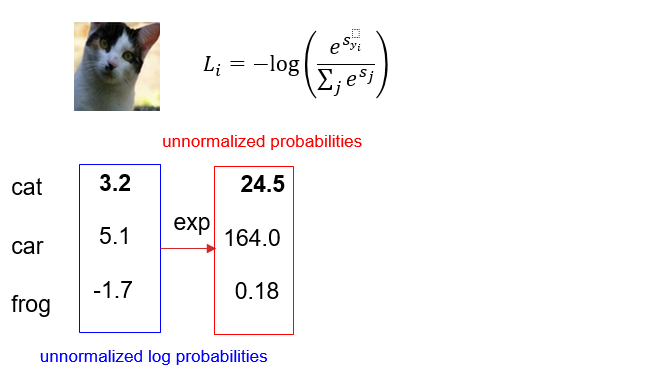 L_i = −log(e^{s_{y_i}} / ∑_j e^{s_j})
unnormalized probabilities
cat 3.2 24.5
exp
car 5.1 164.0
frog -1.7 0.18
unnormalized log probabilities